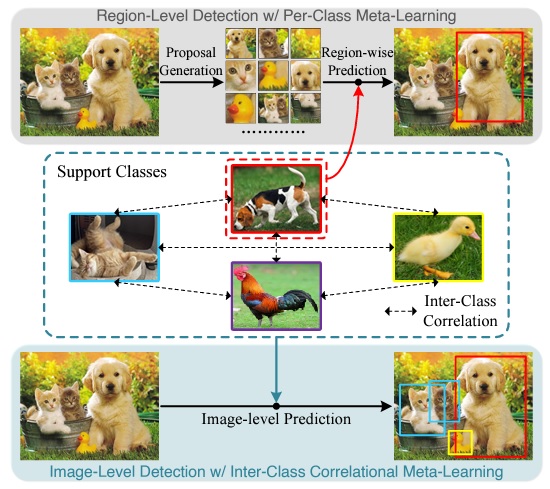 Region-Level Detection w/ Per-Class Meta-Learning
Proposal
Generation
Region-wise
Prediction
Support Classes
Inter-Class
Correlation
Image-level Prediction
Image-Level Detection w/ Inter-Class Correlational Meta-Learning